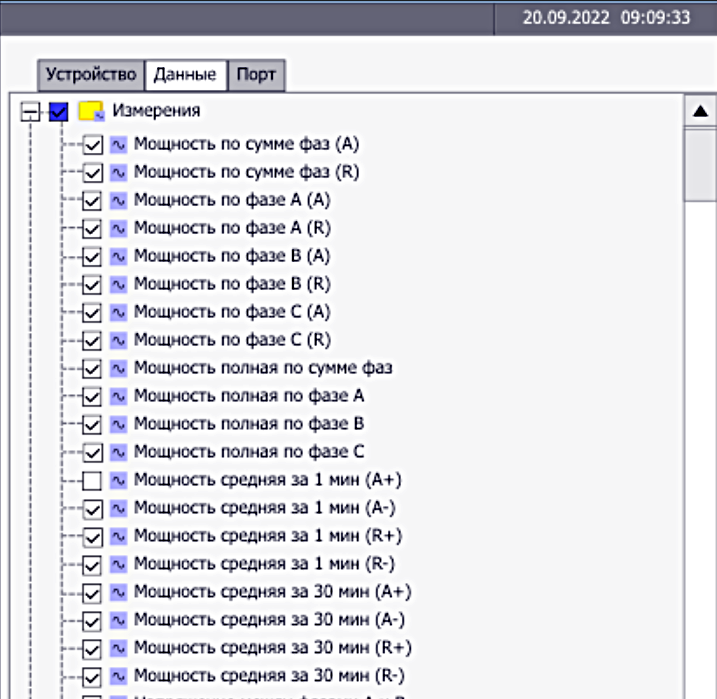 20.09.2022 09:09:33
Устройство Данные Порт
Измерения
Мощность по сумме фаз (A)
Мощность по сумме фаз (R)
Мощность по фазе A (A)
Мощность по фазе A (R)
Мощность по фазе B (A)
Мощность по фазе B (R)
Мощность по фазе C (A)
Мощность по фазе C (R)
Мощность полная по сумме фаз
Мощность полная по фазе A
Мощность полная по фазе B
Мощность полная по фазе C
Мощность средняя за 1 мин (A+)
Мощность средняя за 1 мин (A-)
Мощность средняя за 1 мин (R+)
Мощность средняя за 1 мин (R-)
Мощность средняя за 30 мин (A+)
Мощность средняя за 30 мин (A-)
Мощность средняя за 30 мин (R+)
Мощность средняя за 30 мин (R-)